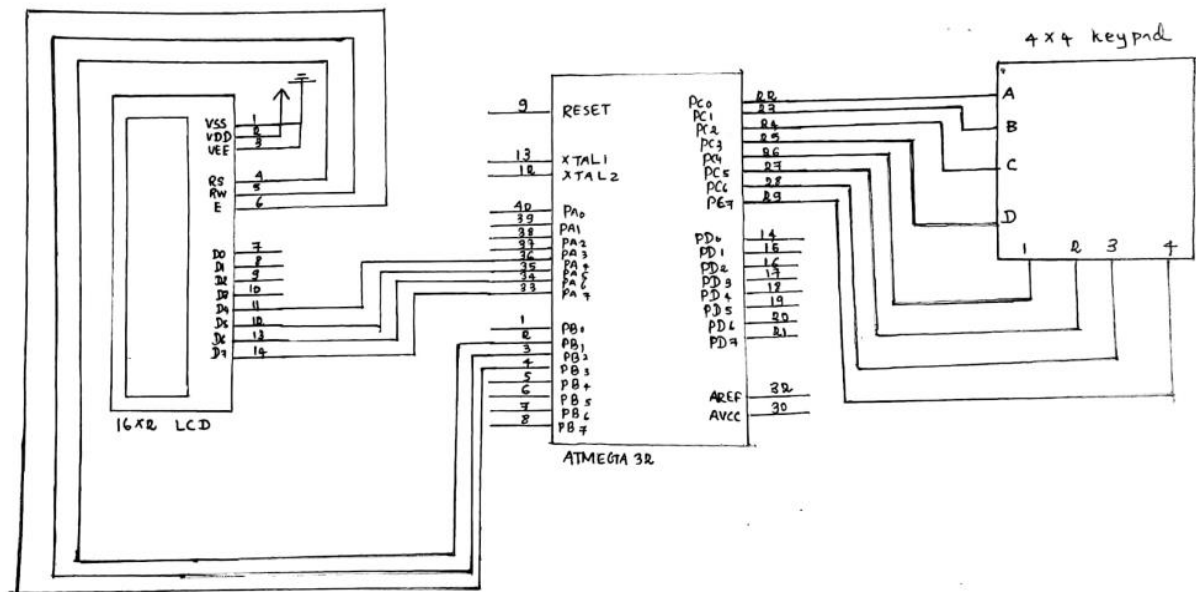 4 x 4 keypad
VSS 1
VDD 2
VEE 3
RS 4
RW 5
E 6
D0 7
D1 8
D2 9
D3 10
D4 11
D5 12
D6 13
D7 14
16x2 LCD
9 RESET
13 XTAL1
12 XTAL2
40 PA0
39 PA1
38 PA2
37 PA3
36 PA4
35 PA5
34 PA6
33 PA7
1 PB0
2 PB1
3 PB2
4 PB3
5 PB4
6 PB5
7 PB6
8 PB7
PC0 22
PC1 23
PC2 24
PC3 25
PC4 26
PC5 27
PC6 28
PC7 29
PD0 14
PD1 15
PD2 16
PD3 17
PD4 18
PD5 19
PD6 20
PD7 21
AREF 32
AVCC 30
ATMEGA 32
A
B
C
D
1 2 3 4